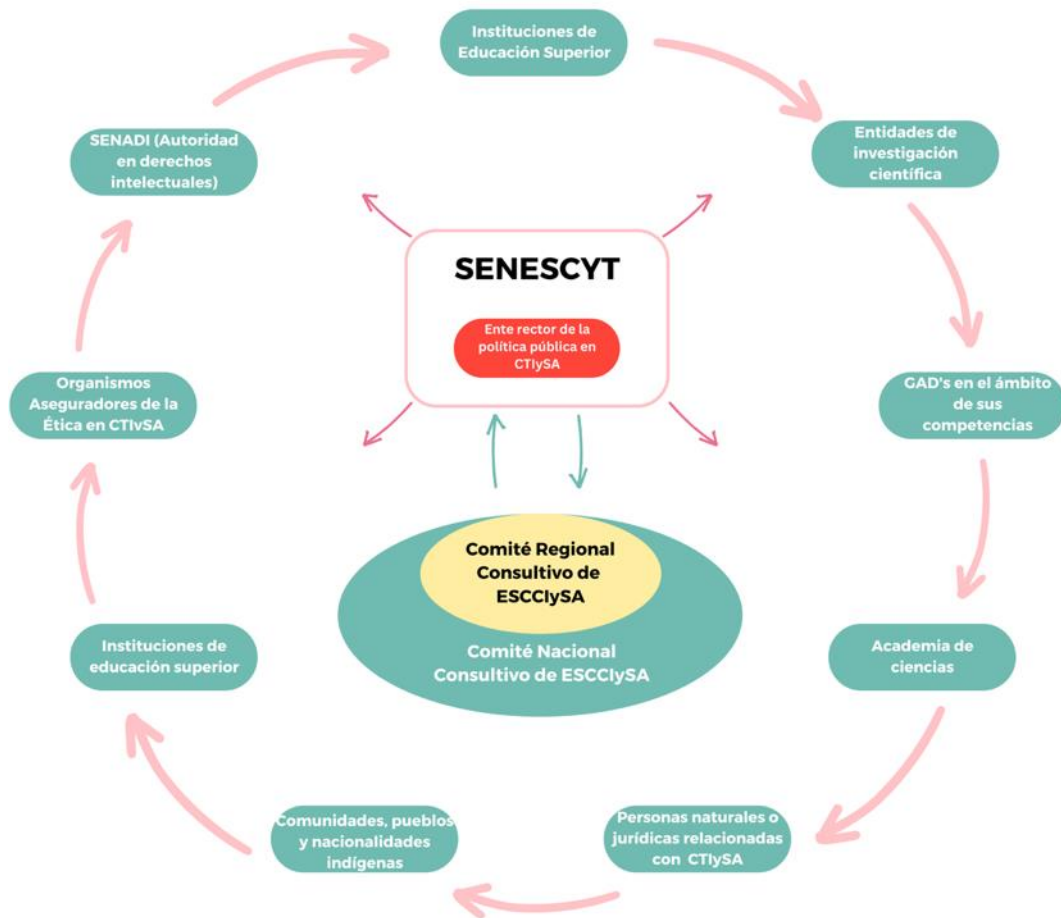 Instituciones de
Educación Superior
Entidades de
investigación
científica
GAD's en el ámbito
de sus
competencias
Academia de
ciencias
Personas naturales o
jurídicas relacionadas
con CTIySA
Comunidades, pueblos
y nacionalidades
indígenas
Instituciones de
educación superior
Organismos
Aseguradores de la
Ética en CTIvSA
SENADI (Autoridad
en derechos
intelectuales)
SENESCYT
Ente rector de la
política pública en
CTIySA
Comité Regional
Consultivo de
ESCCIySA
Comité Nacional
Consultivo de ESCCIySA